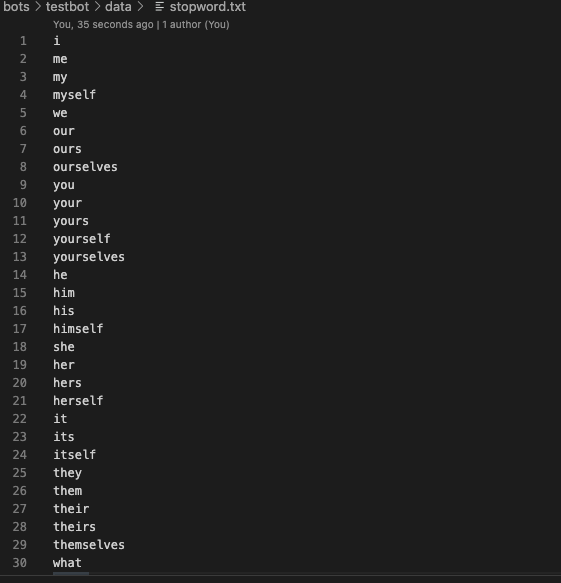 bots > testbot > data > stopword.txt
You, 35 seconds ago | 1 author (You)
1 i
2 me
3 my
4 myself
5 we
6 our
7 ours
8 ourselves
9 you
10 your
11 yours
12 yourself
13 yourselves
14 he
15 him
16 his
17 himself
18 she
19 her
20 hers
21 herself
22 it
23 its
24 itself
25 they
26 them
27 their
28 theirs
29 themselves
30 what